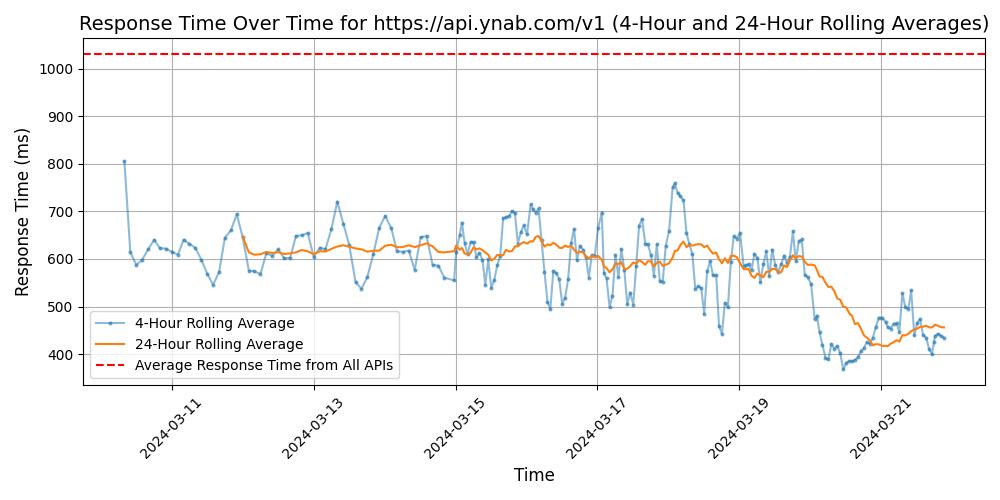 Response Time Over Time for https://api.ynab.com/v1 (4-Hour and 24-Hour Rolling Averages)
Response Time (ms)
1000
900
800
700
600
500
400
4-Hour Rolling Average
24-Hour Rolling Average
Average Response Time from All APIs
2024-03-11
2024-03-13
2024-03-15
2024-03-17
2024-03-19
2024-03-21
Time